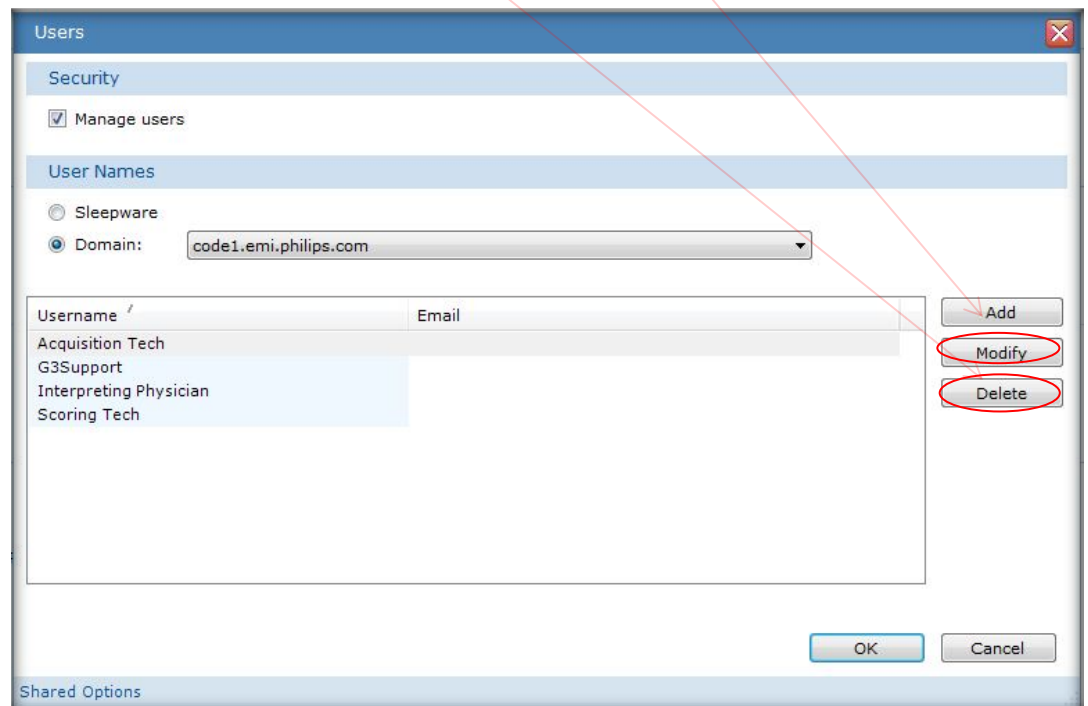 Users
Security
Manage users
User Names
Sleepware
Domain: code1.emi.philips.com
Username Email Add
Acquisition Tech Modify
G3Support
Interpreting Physician Delete
Scoring Tech
OK Cancel
Shared Options